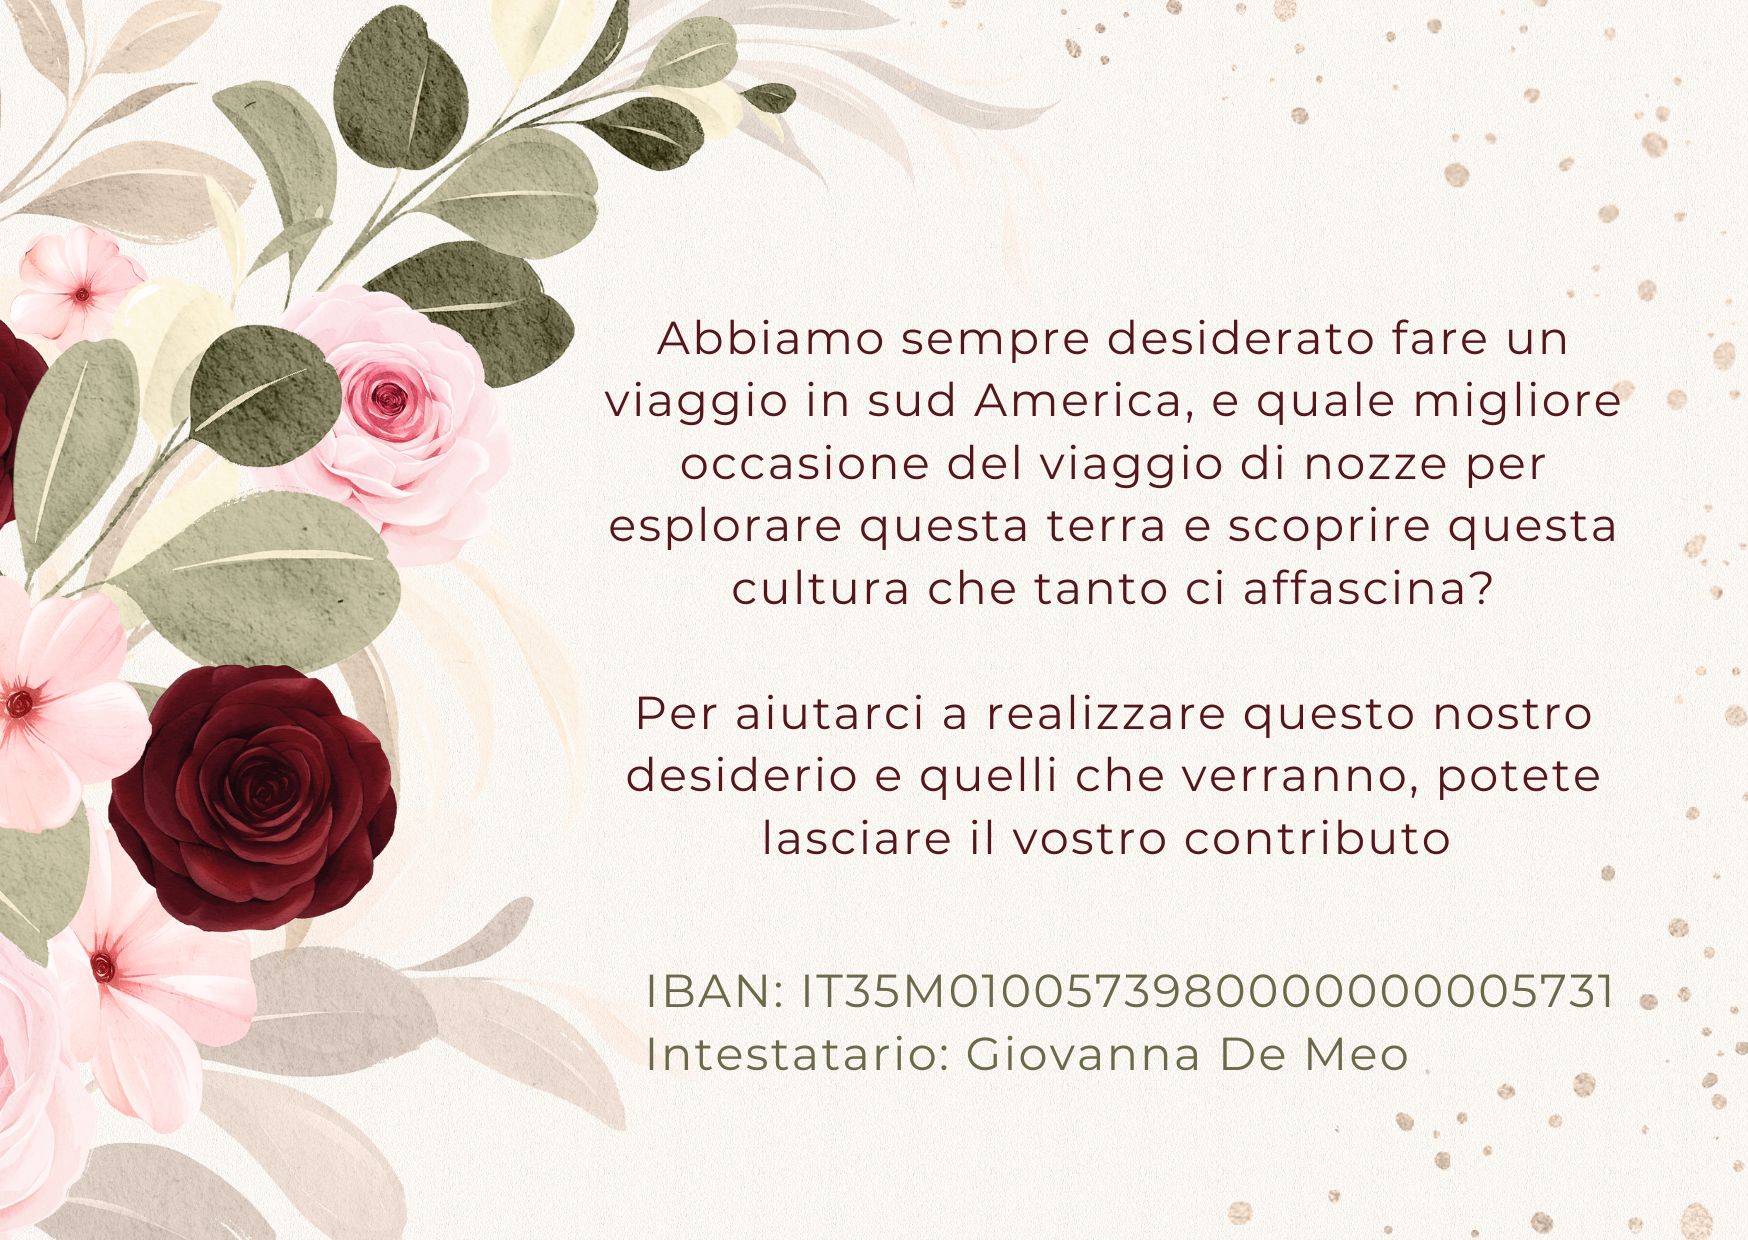 Abbiamo sempre desiderato fare un
viaggio in sud America, e quale migliore
occasione del viaggio di nozze per
esplorare questa terra e scoprire questa
cultura che tanto ci affascina?
Per aiutarci a realizzare questo nostro
desiderio e quelli che verranno, potete
lasciare il vostro contributo
IBAN: IT35M0100573980000000005731
Intestatario: Giovanna De Meo